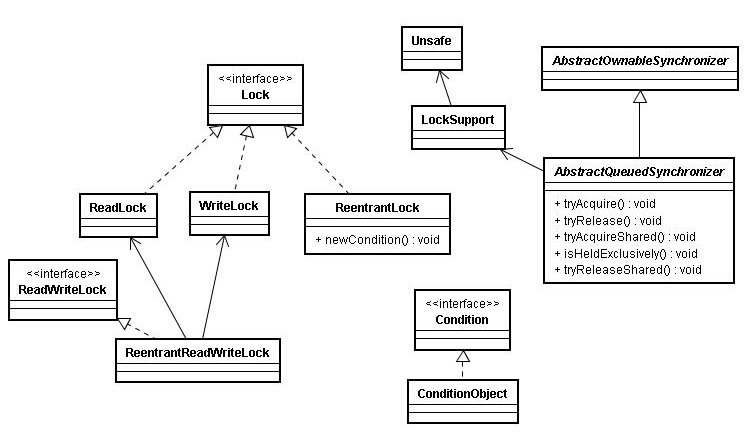 Unsafe
AbstractOwnableSynchronizer
<<interface>>
Lock
LockSupport
AbstractQueuedSynchronizer
+ tryAcquire() : void
+ tryRelease() : void
+ tryAcquireShared() : void
+ isHeldExclusively() : void
+ tryReleaseShared() : void
ReadLock
WriteLock
ReentrantLock
+ newCondition() : void
<<interface>>
ReadWriteLock
<<interface>>
Condition
ReentrantReadWriteLock
ConditionObject